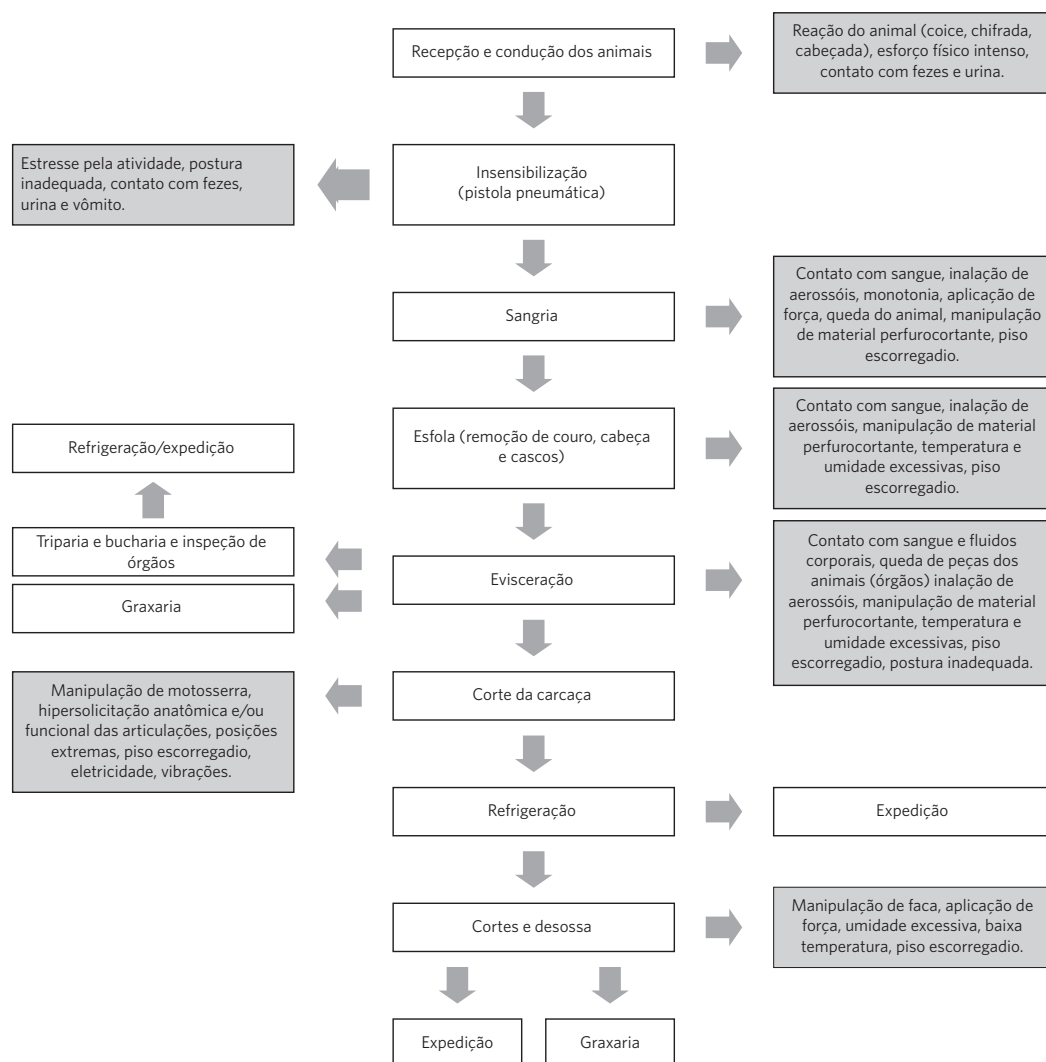 Recepção e condução dos animais
Reação do animal (coice, chifrada,
cabeçada), esforço físico intenso,
contato com fezes e urina.
Estresse pela atividade, postura
inadequada, contato com fezes,
urina e vômito.
Insensibilização
(pistola pneumática)
Sangria
Contato com sangue, inalação de
aerossóis, monotonia, aplicação de
força, queda do animal, manipulação
de material perfurocortante, piso
escorregadio.
Refrigeração/expedição
Esfola (remoção de couro, cabeça
e cascos)
Contato com sangue, inalação de
aerossóis, manipulação de material
perfurocortante, temperatura e
umidade excessivas, piso
escorregadio.
Triparia e bucharia e inspeção de
órgãos
Graxaria
Evisceração
Contato com sangue e fluidos
corporais, queda de peças dos
animais (órgãos) inalação de
aerossóis, manipulação de material
perfurocortante, temperatura e
umidade excessivas, piso
escorregadio, postura inadequada.
Manipulação de motosserra,
hipersolicitação anatômica e/ou
funcional das articulações, posições
extremas, piso escorregadio,
eletricidade, vibrações.
Corte da carcaça
Refrigeração
Expedição
Cortes e desossa
Manipulação de faca, aplicação de
força, umidade excessiva, baixa
temperatura, piso escorregadio.
Expedição
Graxaria